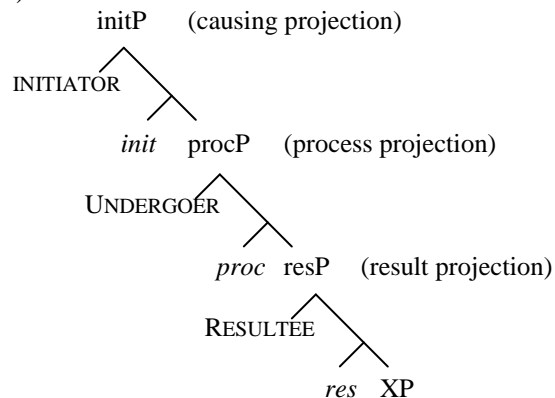 )
initP (causing projection)
INITIATOR
init procP (process projection)
UNDERGOER
proc resP (result projection)
RESULTEE
res XP